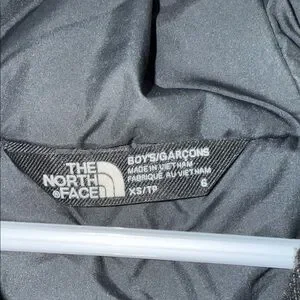 THE
NORTH
FACE
BOYS/GARÇONS
MADE IN VIETNAM
FABRIQUÉ AU VIETNAM
XS/TP
6